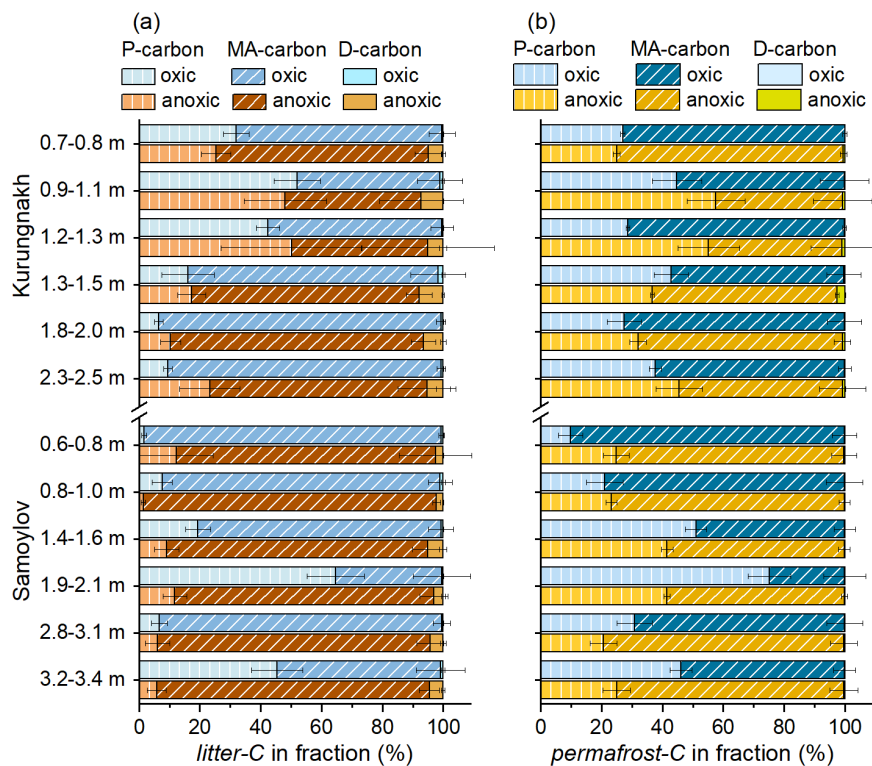 (a) (b)
P-carbon MA-carbon D-carbon P-carbon MA-carbon D-carbon
oxic oxic oxic oxic oxic oxic
anoxic anoxic anoxic anoxic anoxic anoxic
Kurungnakh
0.7-0.8 m
0.9-1.1 m
1.2-1.3 m
1.3-1.5 m
1.8-2.0 m
2.3-2.5 m
Samoylov
0.6-0.8 m
0.8-1.0 m
1.4-1.6 m
1.9-2.1 m
2.8-3.1 m
3.2-3.4 m
0 20 40 60 80 100 0 20 40 60 80 100
litter-C in fraction (%) permafrost-C in fraction (%)